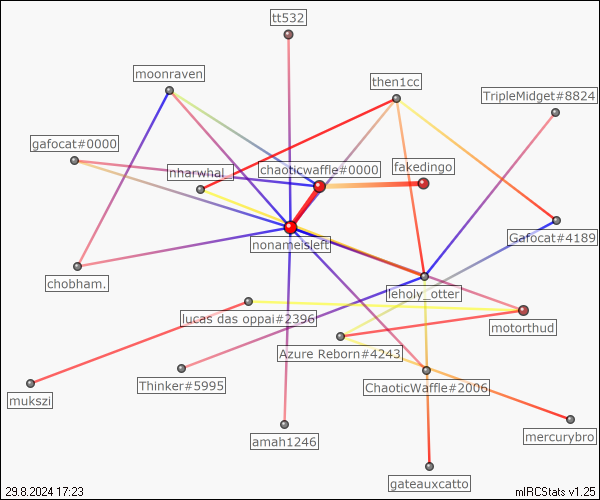 tt532
moonraven
then1cc
TripleMidget#8824
gafocat#0000
nharwhal_
chaoticwaffle#0000
fakedingo
Gafocat#4189
nonameisleft
chobham.
leholy_otter
lucas das oppai#2396
motorthud
Azure Reborn#4243
Thinker#5995
ChaoticWaffle#2006
mukszi
mercurybro
amah1246
gateauxcatto
29.8.2024 17:23
mIRCStats v1.25